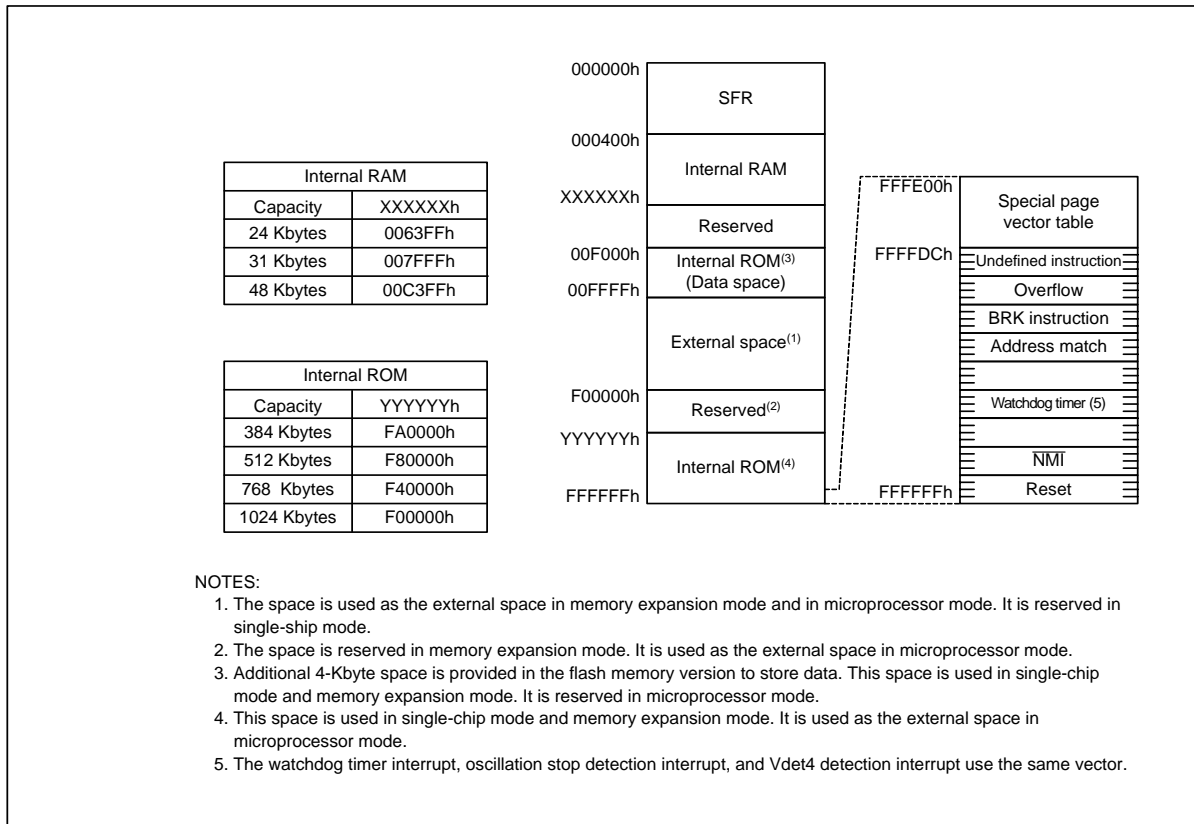 Internal RAM
Capacity XXXXXXh
24 Kbytes 0063FFh
31 Kbytes 007FFFh
48 Kbytes 00C3FFh
Internal ROM
Capacity YYYYYYh
384 Kbytes FA0000h
512 Kbytes F80000h
768 Kbytes F40000h
1024 Kbytes F00000h
000000h
SFR
000400h
Internal RAM
XXXXXXh
Reserved
00F000h
Internal ROM(3)
(Data space)
00FFFFh
External space(1)
F00000h
Reserved(2)
YYYYYYh
Internal ROM(4)
FFFFFFh
FFFE00h
Special page
vector table
FFFFDCh
Undefined instruction
Overflow
BRK instruction
Address match
Watchdog timer (5)
NMI
Reset
FFFFFFh
NOTES:
1. The space is used as the external space in memory expansion mode and in microprocessor mode. It is reserved in
single-ship mode.
2. The space is reserved in memory expansion mode. It is used as the external space in microprocessor mode.
3. Additional 4-Kbyte space is provided in the flash memory version to store data. This space is used in single-chip
mode and memory expansion mode. It is reserved in microprocessor mode.
4. This space is used in single-chip mode and memory expansion mode. It is used as the external space in
microprocessor mode.
5. The watchdog timer interrupt, oscillation stop detection interrupt, and Vdet4 detection interrupt use the same vector.